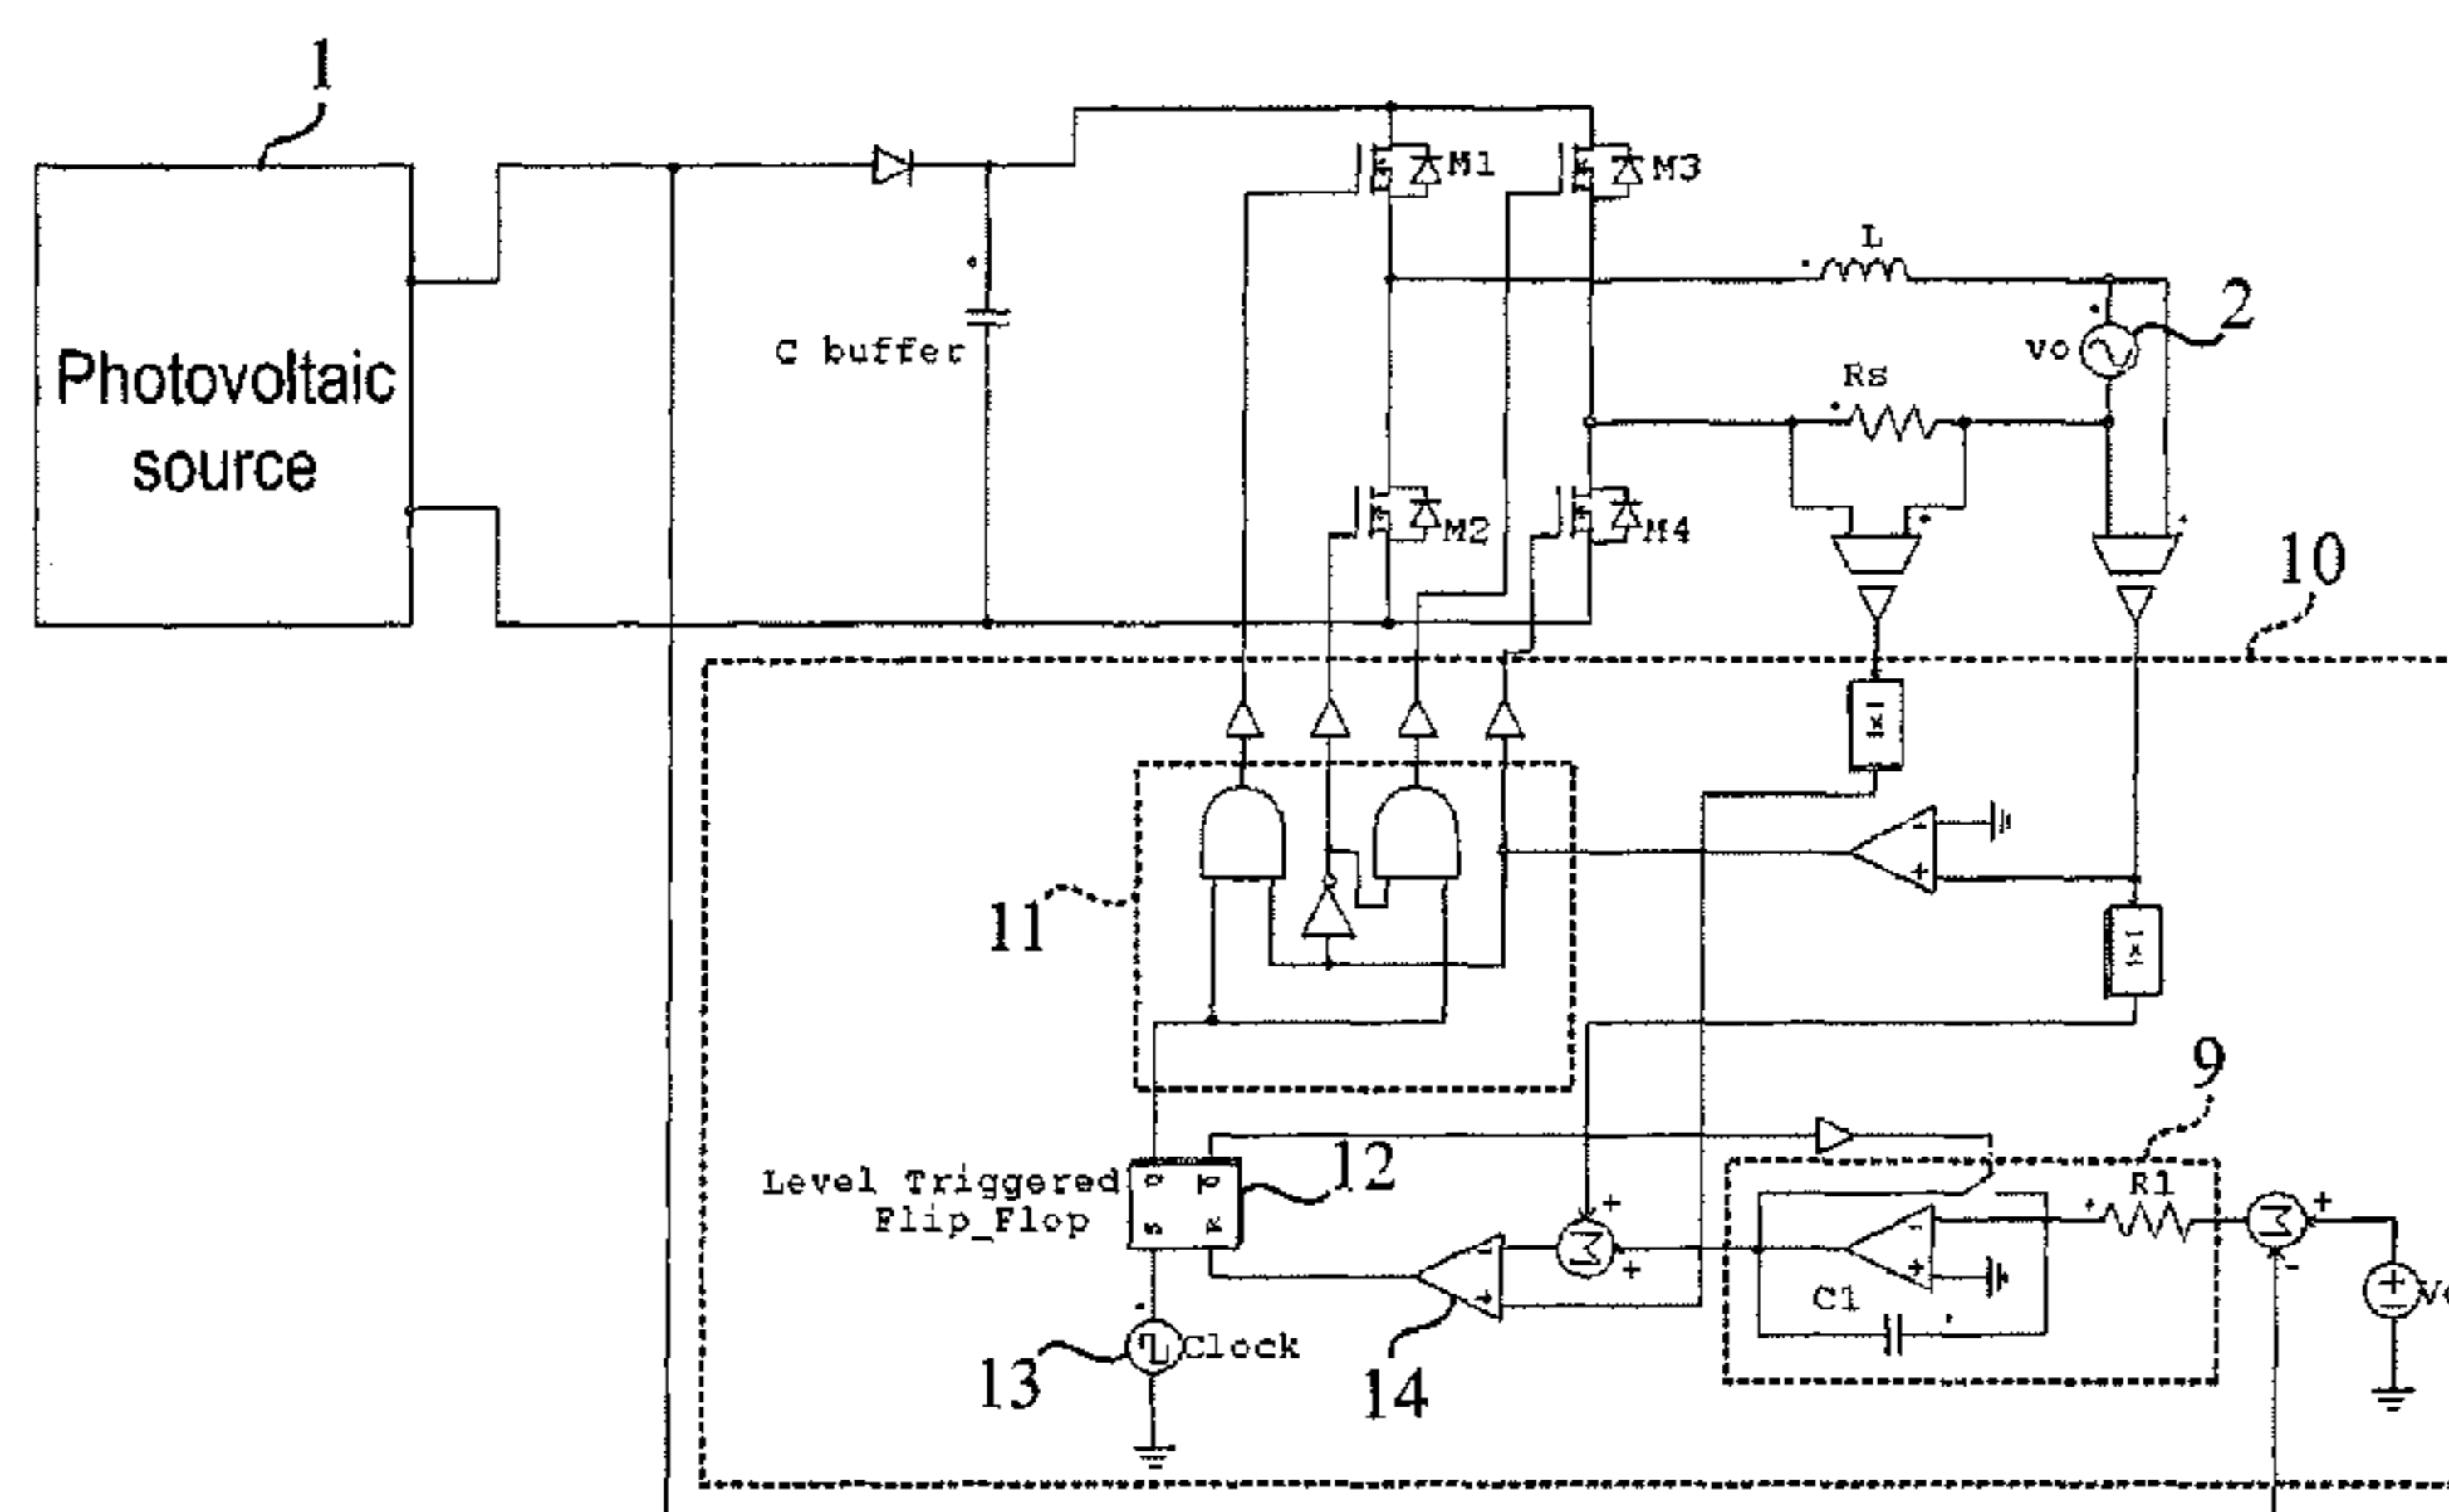 1
Photovoltaic
source
C buffer
M1
M3
L
2
vo
Rs
M2
M4
10
|x|
|x|
11
9
Level Triggered
Flip_Flop
12
Q
S
R
R1
C1
13
Clock
14